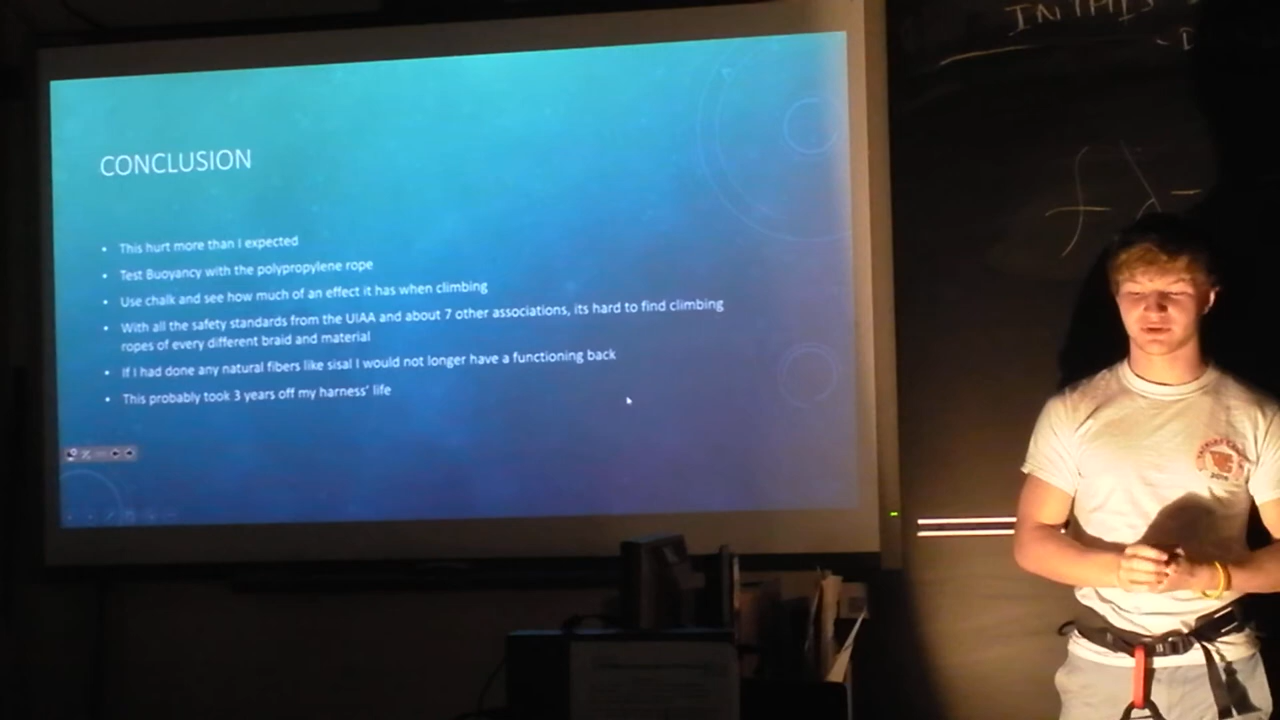 IN THIS
CONCLUSION
• This hurt more than I expected
• Test Buoyancy with the polypropylene rope
• Use chalk and see how much of an effect it has when climbing
• With all the safety standards from the UIAA and about 7 other associations, its hard to find climbing
ropes of every different braid and material
• If I had done any natural fibers like sisal I would not longer have a functioning back
• This probably took 3 years off my harness' life